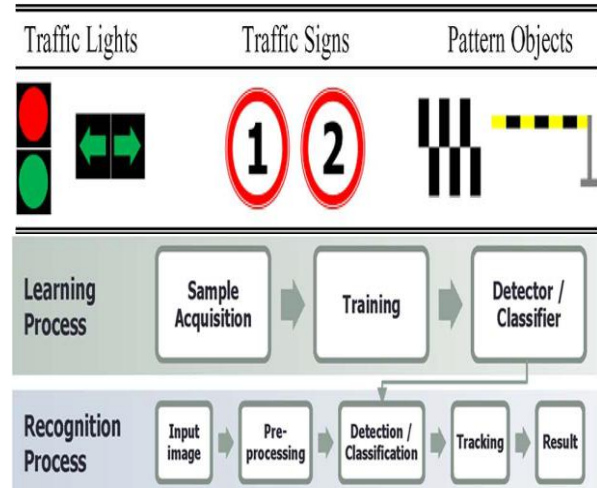 Traffic Lights Traffic Signs Pattern Objects
1 2
Learning
Process
Sample
Acquisition
Training
Detector /
Classifier
Recognition
Process
Input
image
Pre-
processing
Detection /
Classification
Tracking
Result